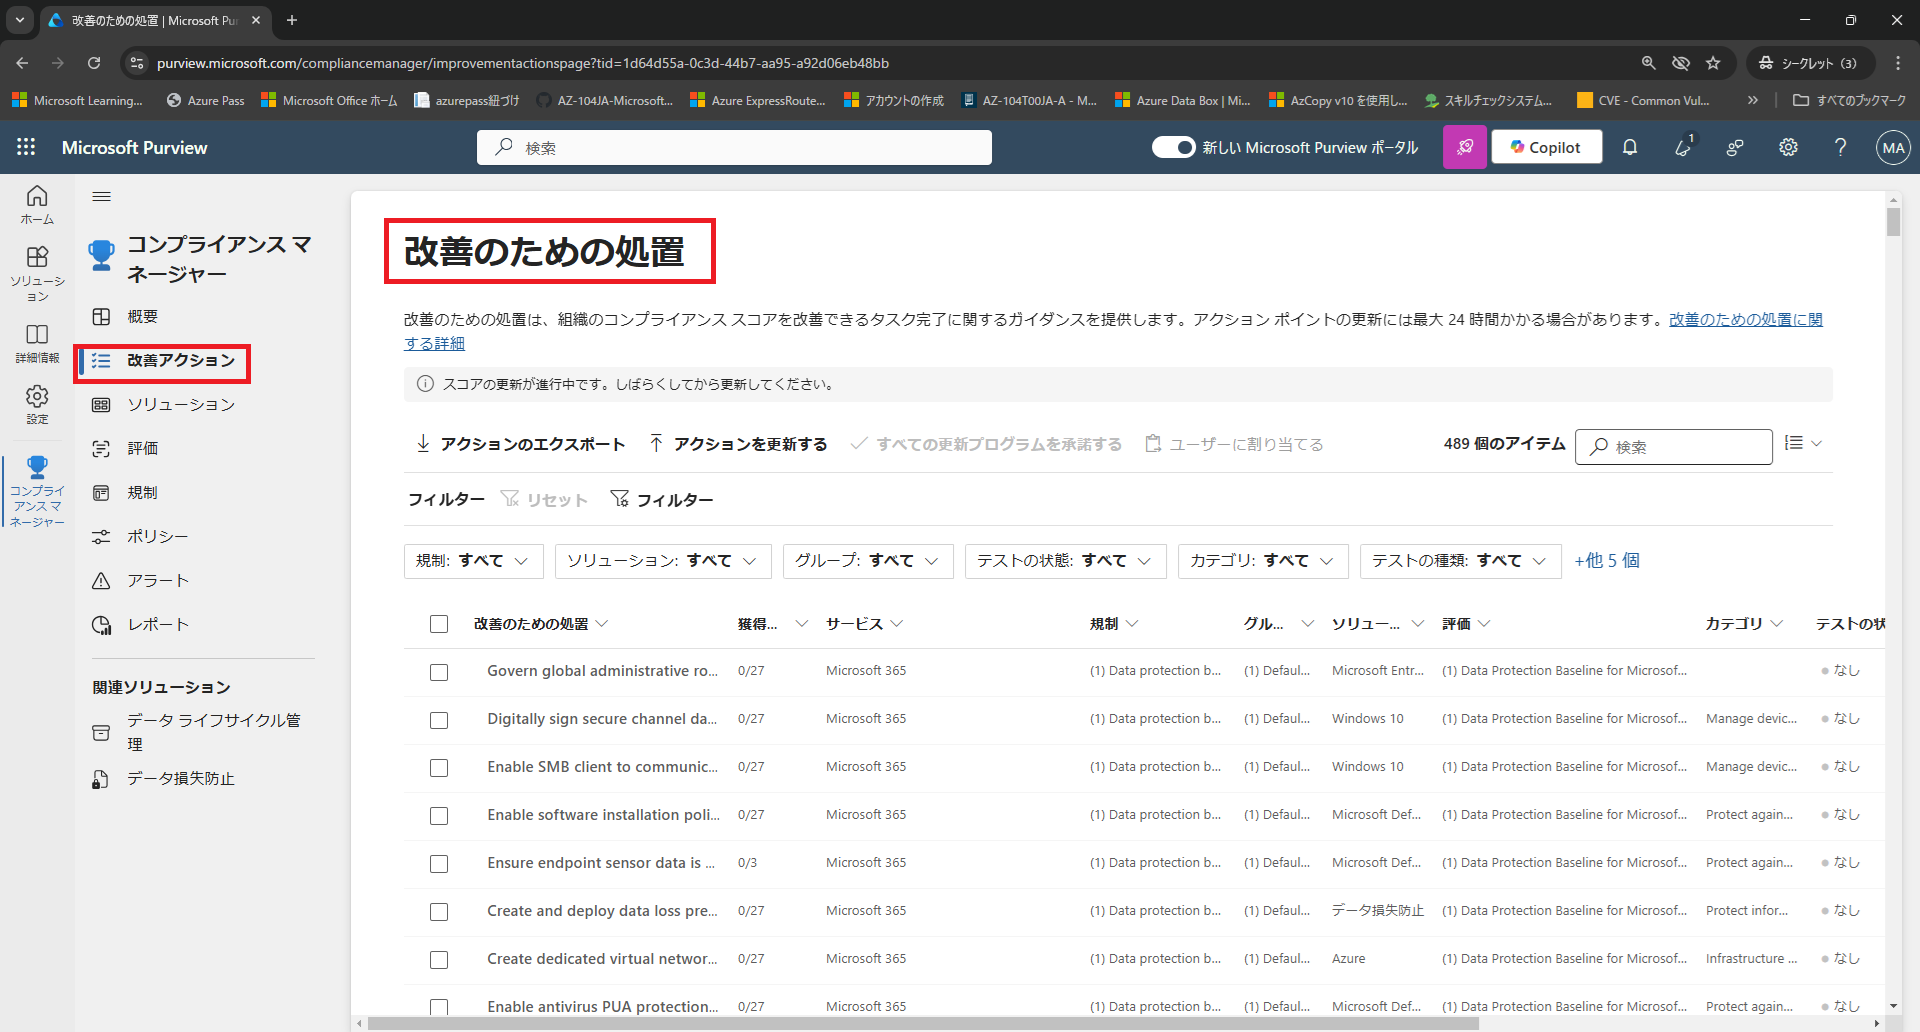 改善のための処置 | Microsoft Pu
purview.microsoft.com/compliancemanager/improvementactionspage?tid=1d64d55a-0c3d-44b7-aa95-a92d06eb48bb
シークレット (3)
Microsoft Learning...
Azure Pass
Microsoft Office ホーム
azurepass紐づけ
AZ-104JA-Microsoft...
Azure ExpressRoute...
アカウントの作成
AZ-104T00JA-A - M...
Azure Data Box | Mi...
AzCopy v10 を使用し...
スキルチェックシステム...
CVE - Common Vul...
すべてのブックマーク
Microsoft Purview
検索
新しい Microsoft Purview ポータル
Copilot
1
MA
ホーム
ソリューシ
ョン
詳細情報
設定
コンプライ
アンス マ
ネージャー
コンプライアンス マ
ネージャー
概要
改善アクション
ソリューション
評価
規制
ポリシー
アラート
レポート
関連ソリューション
データ ライフサイクル管
理
データ損失防止
改善のための処置
改善のための処置は、組織のコンプライアンス スコアを改善できるタスク完了に関するガイダンスを提供します。アクション ポイントの更新には最大 24 時間かかる場合があります。改善のための処置に関
する詳細
スコアの更新が進行中です。しばらくしてから更新してください。
アクションのエクスポート
アクションを更新する
すべての更新プログラムを承諾する
ユーザーに割り当てる
489 個のアイテム
検索
フィルター
リセット
フィルター
規制: すべて
ソリューション: すべて
グループ: すべて
テストの状態: すべて
カテゴリ: すべて
テストの種類: すべて
+他 5 個
改善のための処置 獲得... サービス 規制 グル... ソリュー... 評価 カテゴリ テストの状
Govern global administrative ro... 0/27 Microsoft 365 (1) Data protection b... (1) Defaul... Microsoft Entr... (1) Data Protection Baseline for Microsof... なし
Digitally sign secure channel da... 0/27 Microsoft 365 (1) Data protection b... (1) Defaul... Windows 10 (1) Data Protection Baseline for Microsof... Manage devic... なし
Enable SMB client to communic... 0/27 Microsoft 365 (1) Data protection b... (1) Defaul... Windows 10 (1) Data Protection Baseline for Microsof... Manage devic... なし
Enable software installation poli... 0/27 Microsoft 365 (1) Data protection b... (1) Defaul... Microsoft Def... (1) Data Protection Baseline for Microsof... Protect again... なし
Ensure endpoint sensor data is ... 0/3 Microsoft 365 (1) Data protection b... (1) Defaul... Microsoft Def... (1) Data Protection Baseline for Microsof... Protect again... なし
Create and deploy data loss pre... 0/27 Microsoft 365 (1) Data protection b... (1) Defaul... データ損失防止 (1) Data Protection Baseline for Microsof... Protect infor... なし
Create dedicated virtual networ... 0/27 Microsoft 365 (1) Data protection b... (1) Defaul... Azure (1) Data Protection Baseline for Microsof... Infrastructure ... なし
Enable antivirus PUA protection... 0/27 Microsoft 365 (1) Data protection b... (1) Defaul... Microsoft Def... (1) Data Protection Baseline for Microsof... Protect again... なし